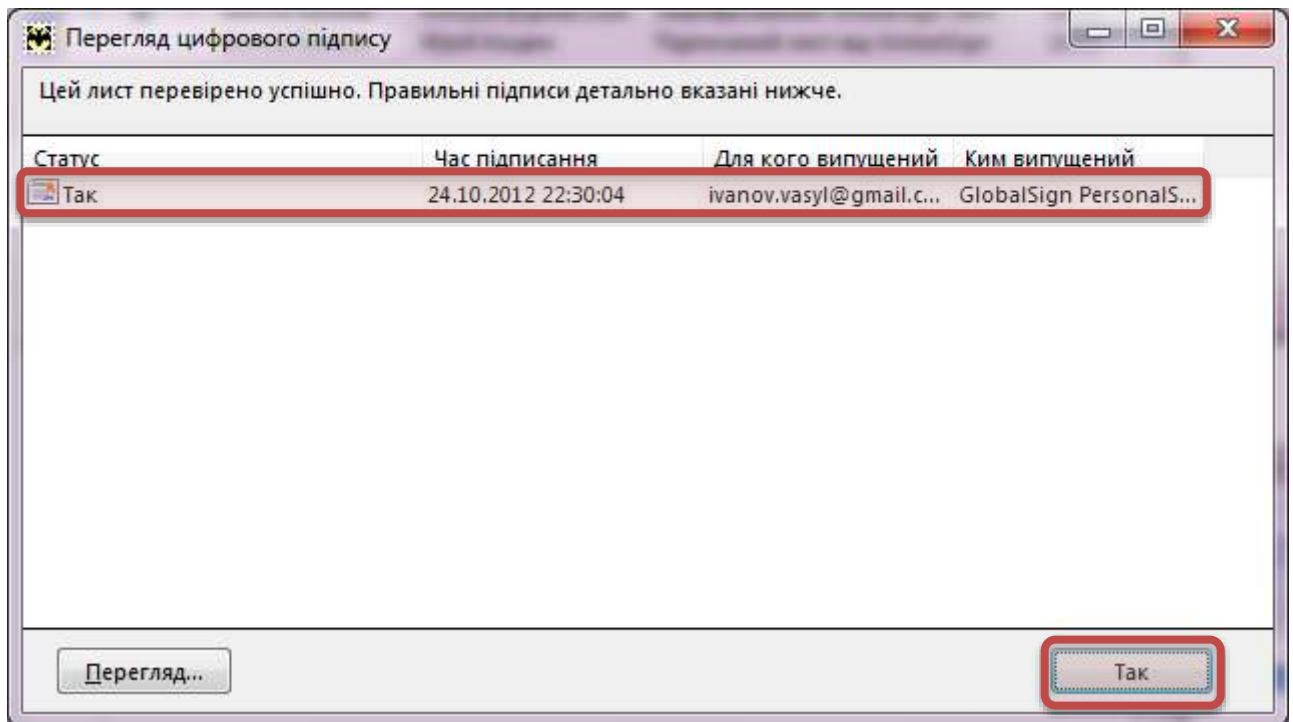 Перегляд цифрового підпису
Цей лист перевірено успішно. Правильні підписи детально вказані нижче.
Статус Час підписання Для кого випущений Ким випущений
Так 24.10.2012 22:30:04 ivanov.vasyl@gmail.c... GlobalSign PersonalS...
Перегляд... Так